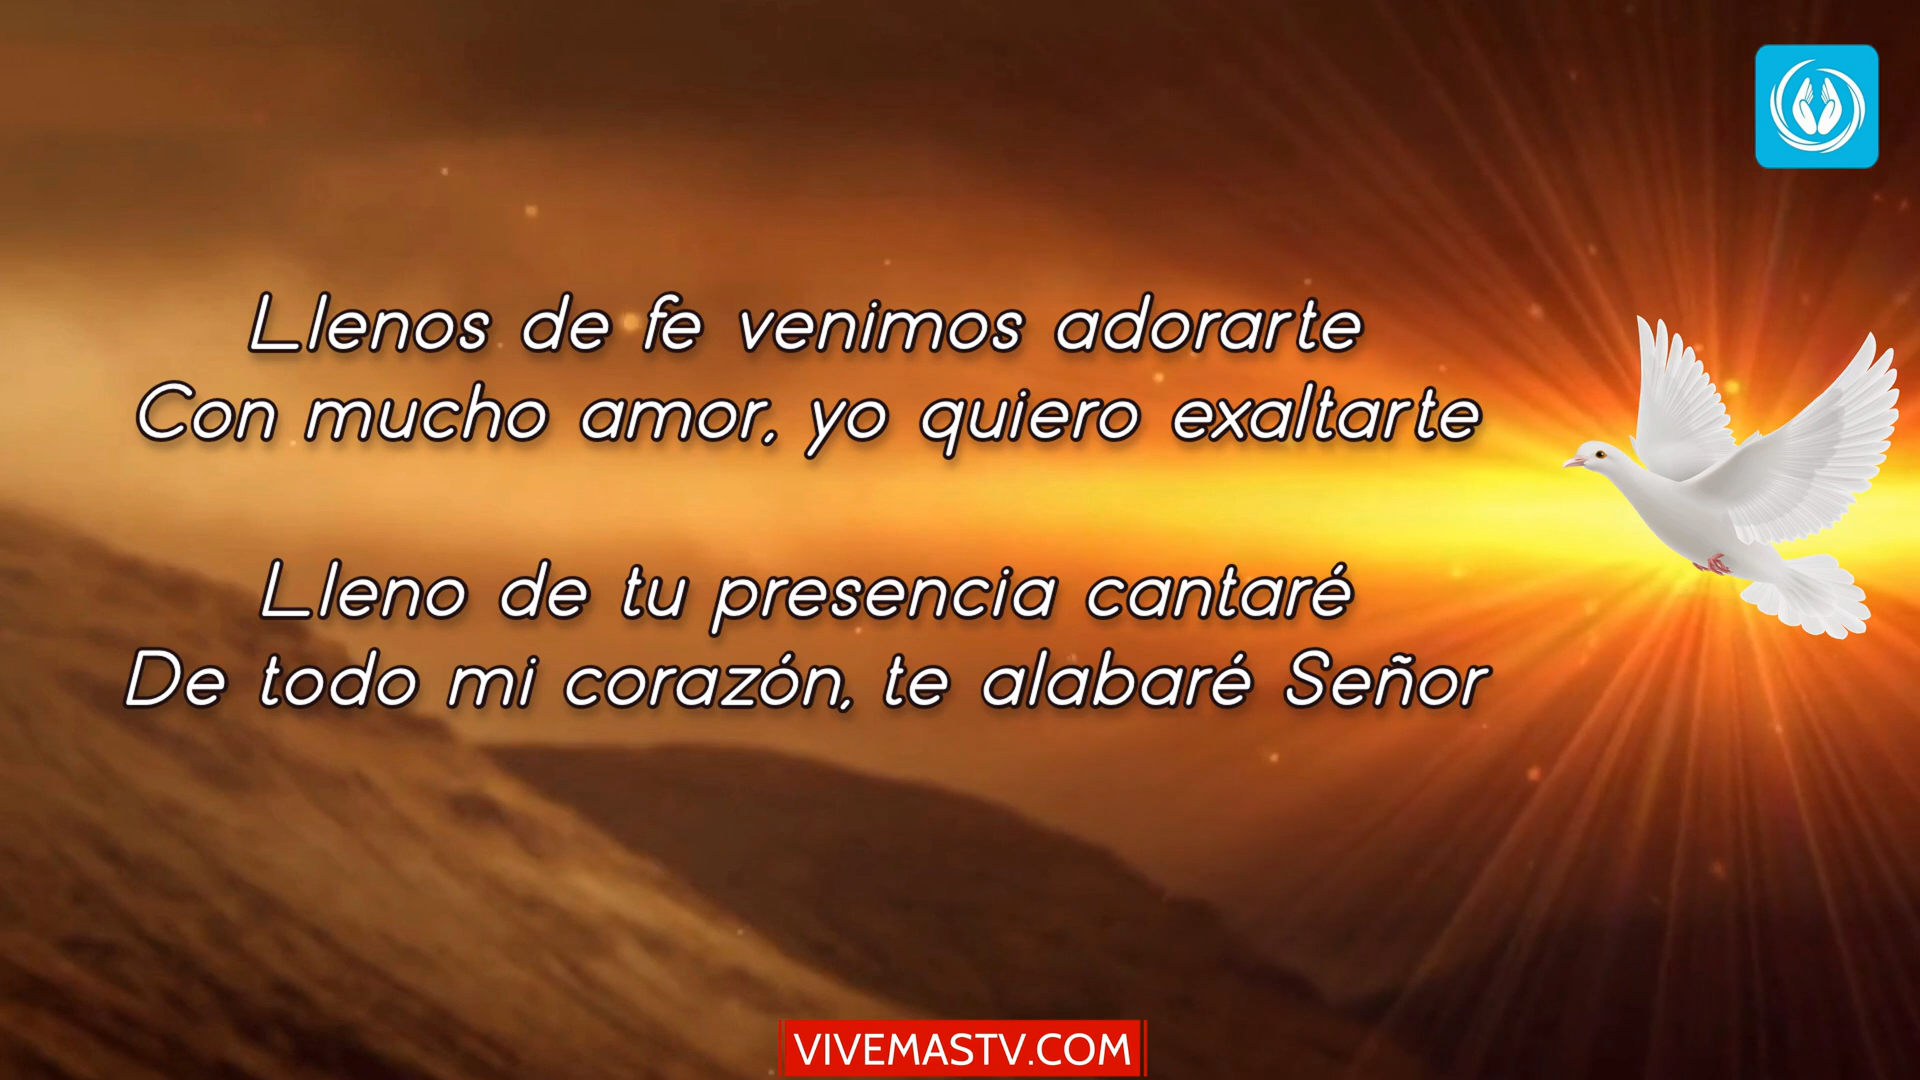 Llenos de fe venimos adorarte
Con mucho amor, yo quiero exaltarte
Lleno de tu presencia cantaré
De todo mi corazón, te alabaré Señor
VIVEMASTV.COM